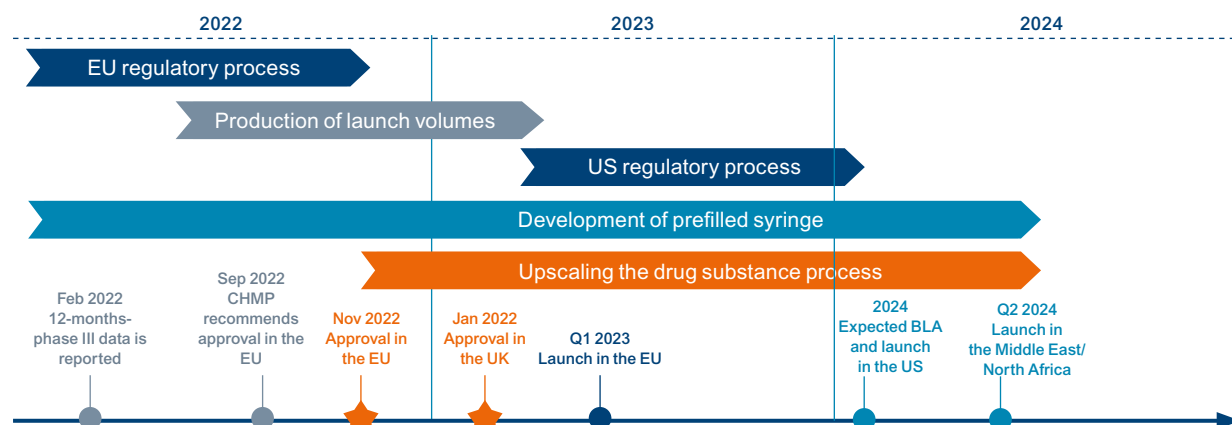 2022
2023
2024
EU regulatory process
Production of launch volumes
US regulatory process
Development of prefilled syringe
Upscaling the drug substance process
Feb 2022
12-months-
phase III data is
reported
Sep 2022
CHMP
recommends
approval in the
EU
Nov 2022
Approval in
the EU
Jan 2022
Approval in
the UK
Q1 2023
Launch in the EU
2024
Expected BLA
and launch
in the US
Q2 2024
Launch in
the Middle East/
North Africa